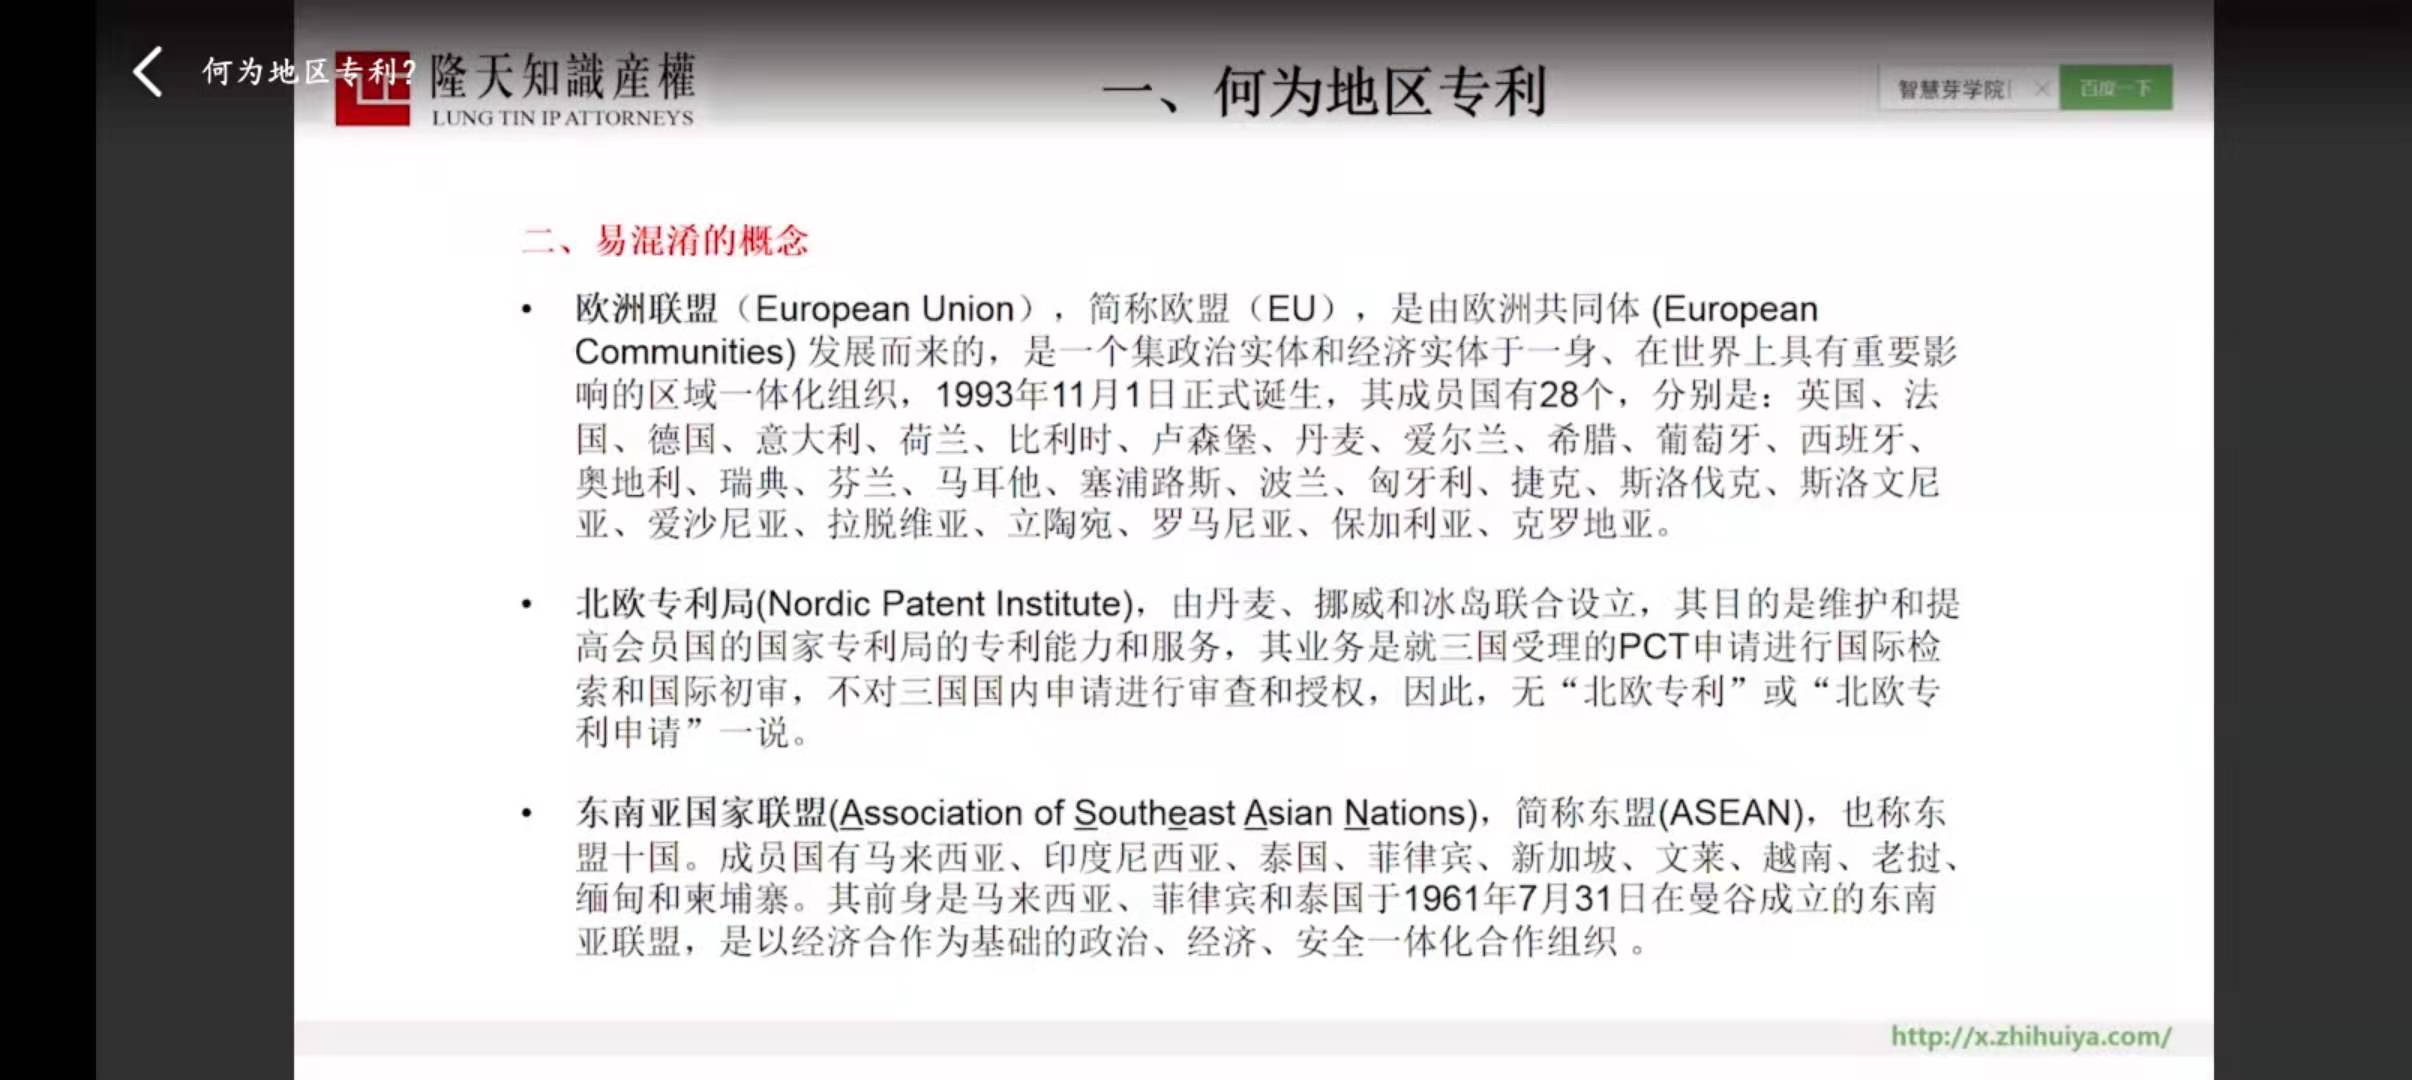 何为地区专利?
隆天知識産權
LUNG TIN IP ATTORNEYS
一、何为地区专利
智慧芽学院
百度一下
二、易混淆的概念
• 欧洲联盟（European Union），简称欧盟（EU），是由欧洲共同体 (European
Communities) 发展而来的，是一个集政治实体和经济实体于一身、在世界上具有重要影
响的区域一体化组织，1993年11月1日正式诞生，其成员国有28个，分别是：英国、法
国、德国、意大利、荷兰、比利时、卢森堡、丹麦、爱尔兰、希腊、葡萄牙、西班牙、
奥地利、瑞典、芬兰、马耳他、塞浦路斯、波兰、匈牙利、捷克、斯洛伐克、斯洛文尼
亚、爱沙尼亚、拉脱维亚、立陶宛、罗马尼亚、保加利亚、克罗地亚。
• 北欧专利局(Nordic Patent Institute)，由丹麦、挪威和冰岛联合设立，其目的是维护和提
高会员国的国家专利局的专利能力和服务，其业务是就三国受理的PCT申请进行国际检
索和国际初审，不对三国国内申请进行审查和授权，因此，无“北欧专利”或“北欧专
利申请”一说。
• 东南亚国家联盟(Association of Southeast Asian Nations)，简称东盟(ASEAN)，也称东
盟十国。成员国有马来西亚、印度尼西亚、泰国、菲律宾、新加坡、文莱、越南、老挝、
缅甸和柬埔寨。其前身是马来西亚、菲律宾和泰国于1961年7月31日在曼谷成立的东南
亚联盟，是以经济合作为基础的政治、经济、安全一体化合作组织 。
http://x.zhihuiya.com/